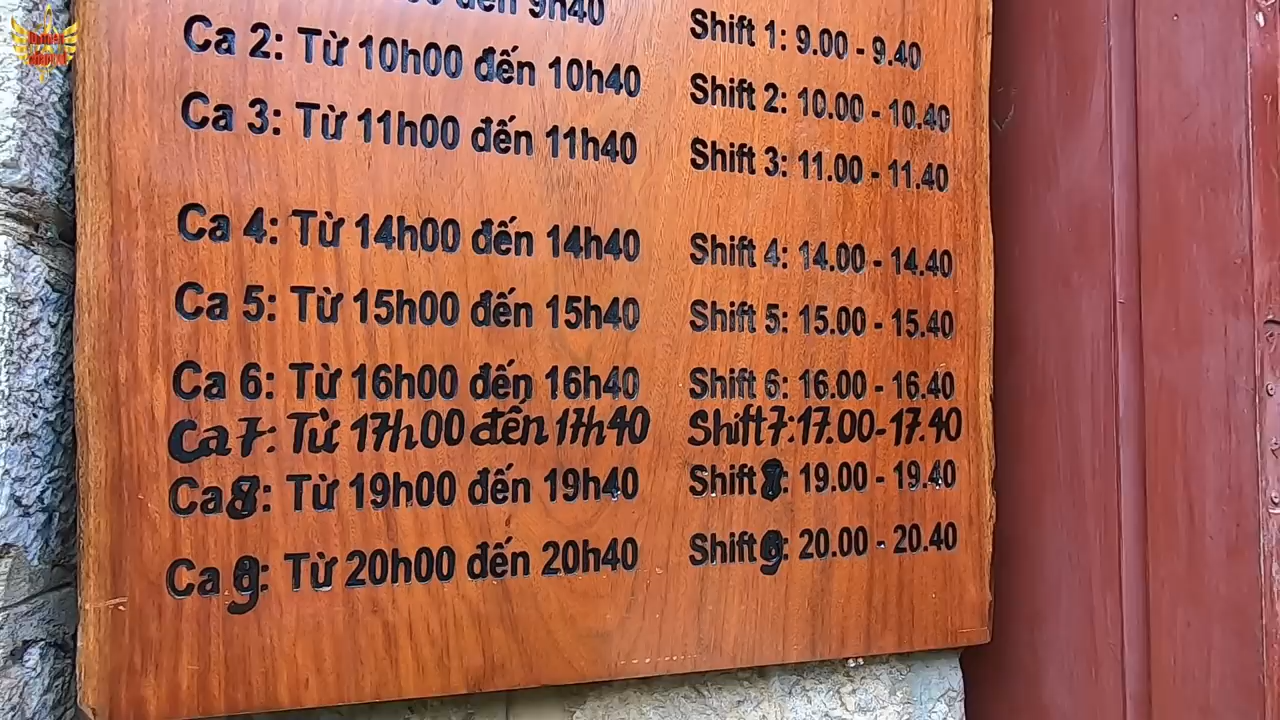 đến 9h40 Shift 1: 9.00 - 9.40
Ca 2: Từ 10h00 đến 10h40 Shift 2: 10.00 - 10.40
Ca 3: Từ 11h00 đến 11h40 Shift 3: 11.00 - 11.40
Ca 4: Từ 14h00 đến 14h40 Shift 4: 14.00 - 14.40
Ca 5: Từ 15h00 đến 15h40 Shift 5: 15.00 - 15.40
Ca 6: Từ 16h00 đến 16h40 Shift 6: 16.00 - 16.40
Ca 7: Từ 17h00 đến 17h40 Shift 7: 17.00 - 17.40
Ca 8: Từ 19h00 đến 19h40 Shift 8: 19.00 - 19.40
Ca 9: Từ 20h00 đến 20h40 Shift 9: 20.00 - 20.40